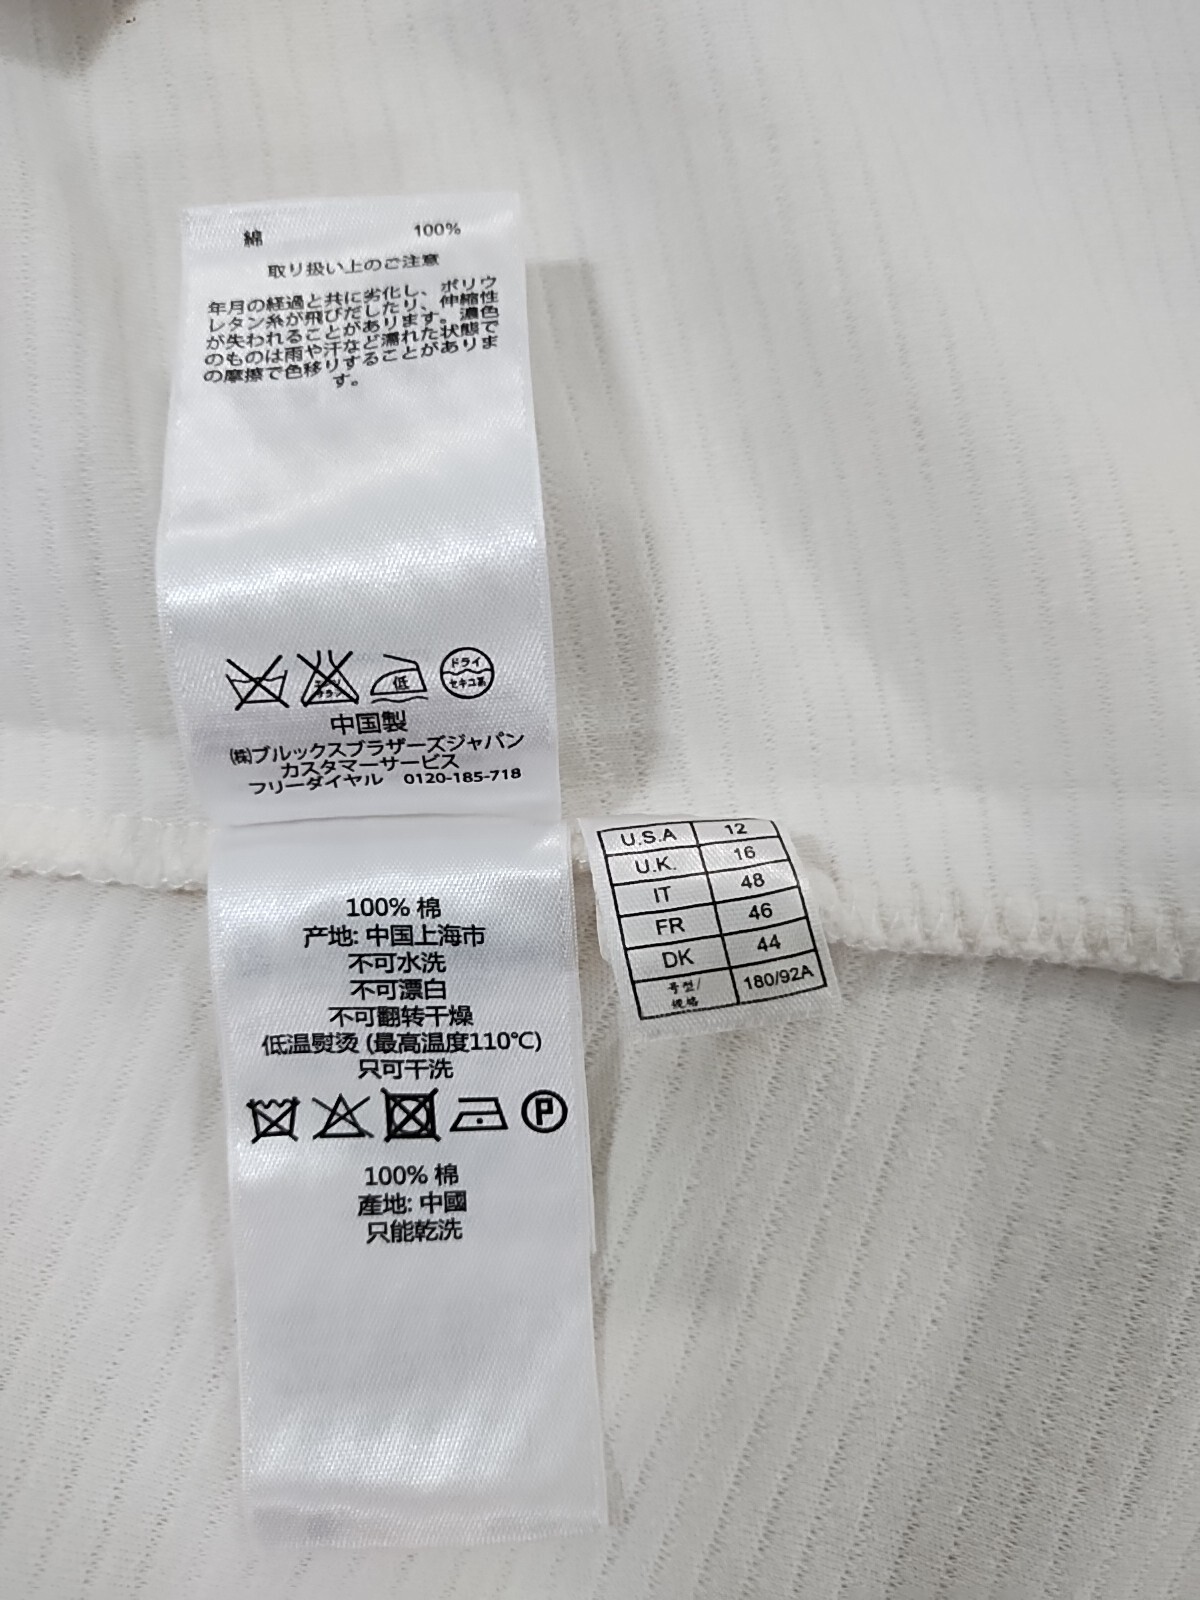 綿 100%
取り扱い上のご注意
年月の経過と共に劣化し、ポリウ
レタン糸が飛びだしたり、伸縮性
が失われることがあります。濃色
のものは雨や汗など濡れた状態で
の摩擦で色移りすることがありま
す。
低
ドライ
セキユ系
中国製
(株)ブルックスブラザーズジャパン
カスタマーサービス
フリーダイヤル 0120-185-718
U.S.A 12
U.K. 16
IT 48
FR 46
DK 44
号型/
规格 180/92A
100% 棉
产地: 中国上海市
不可水洗
不可漂白
不可翻转干燥
低温熨烫 (最高温度110℃)
只可干洗
P
100% 棉
產地: 中國
只能乾洗